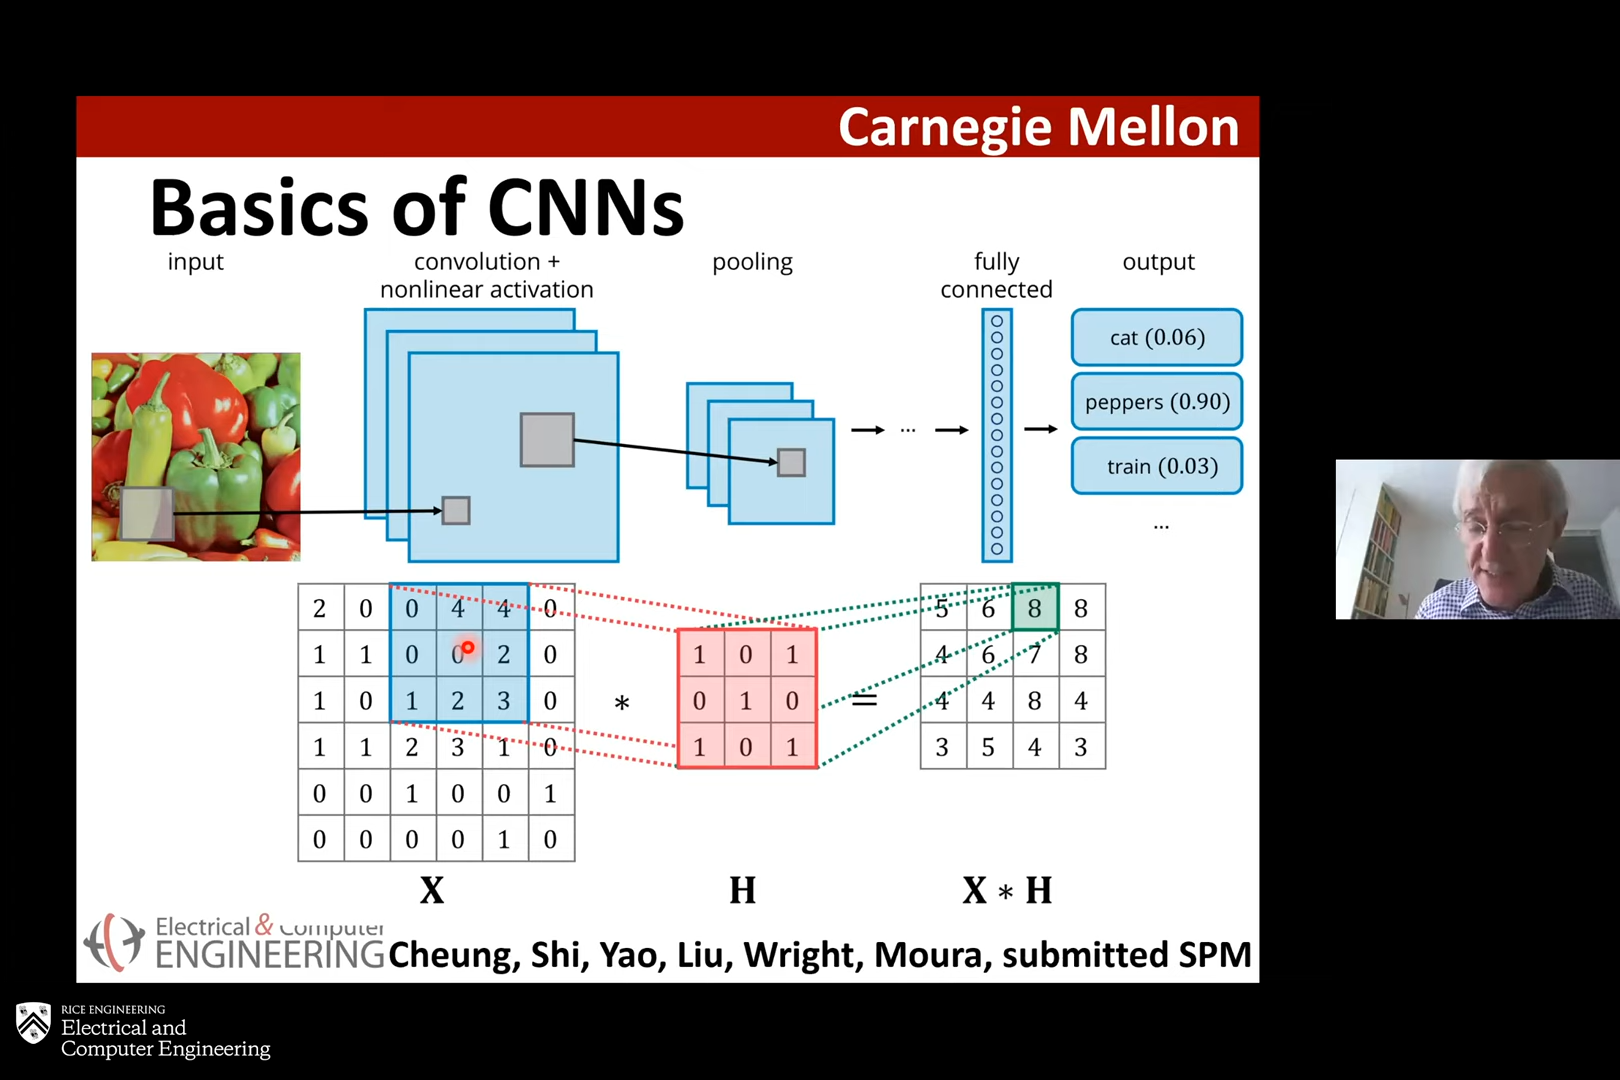 Carnegie Mellon
Basics of CNNs
input
convolution +
nonlinear activation
pooling
fully
connected
output
cat (0.06)
peppers (0.90)
train (0.03)
...
...
2 0 0 4 4 0
1 1 0 0 2 0
1 0 1 2 3 0
1 1 2 3 1 0
0 0 1 0 0 1
0 0 0 0 1 0
X
*
1 0 1
0 1 0
1 0 1
H
=
5 6 8 8
4 6 7 8
4 4 8 4
3 5 4 3
X * H
Electrical & Computer
ENGINEERING
Cheung, Shi, Yao, Liu, Wright, Moura, submitted SPM
RICE ENGINEERING
Electrical and
Computer Engineering